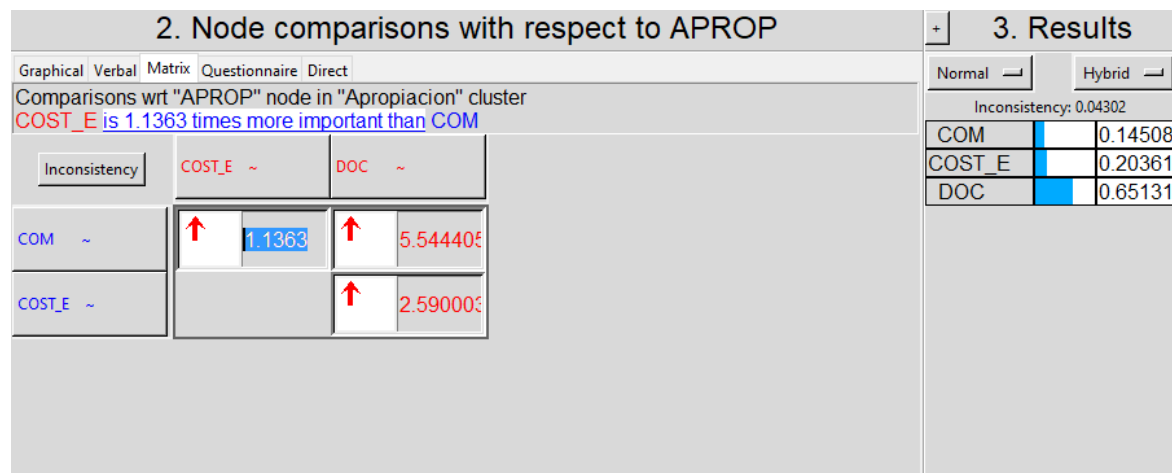 2. Node comparisons with respect to APROP
Graphical Verbal Matrix Questionnaire Direct
Comparisons wrt "APROP" node in "Apropiacion" cluster
COST_E is 1.1363 times more important than COM
Inconsistency COST_E ~ DOC ~
COM ~ 1.1363 5.544405
COST_E ~ 2.590003
+ 3. Results
Normal Hybrid
Inconsistency: 0.04302
COM 0.14508
COST_E 0.20361
DOC 0.65131